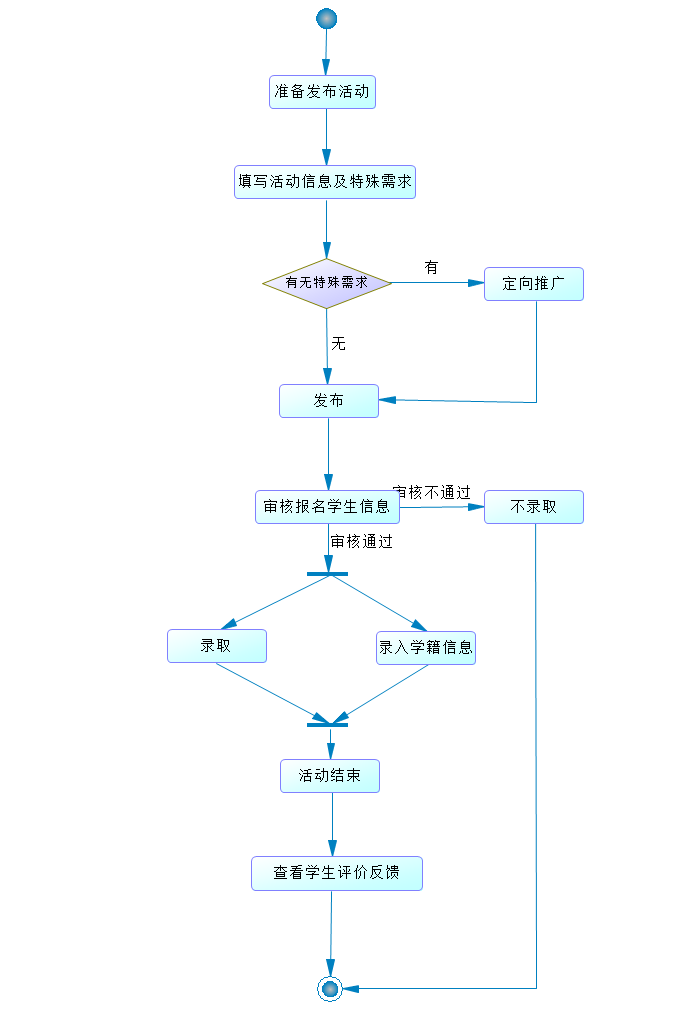 准备发布活动
填写活动信息及特殊需求
有无特殊需求
有
定向推广
无
发布
审核报名学生信息
审核不通过
不录取
审核通过
录取
录入学籍信息
活动结束
查看学生评价反馈